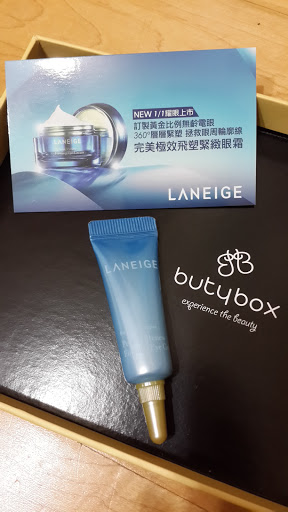 NEW 1/1耀眼上市
訂製黃金比例無齡電眼
360°層層緊塑 拯救眼周輪廓線
完美極效飛塑緊緻眼霜
LANEIGE
LANEIGE
butybox
experience the beauty